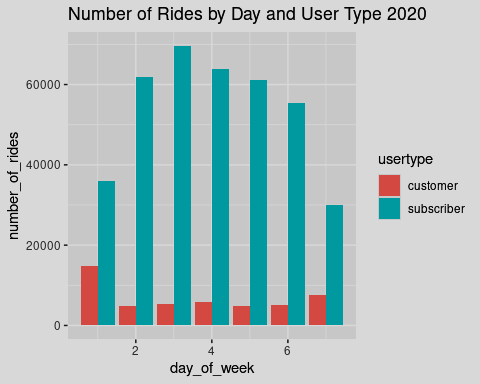 Number of Rides by Day and User Type 2020
number_of_rides
60000
40000
20000
0
2
4
6
day_of_week
usertype
customer
subscriber